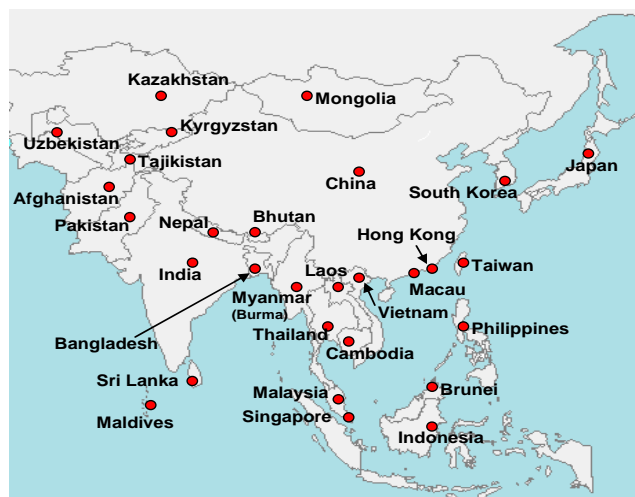 Kazakhstan
Mongolia
Uzbekistan
Kyrgyzstan
Tajikistan
Japan
China
South Korea
Afghanistan
Pakistan
Nepal
Bhutan
Hong Kong
India
Laos
Taiwan
Macau
Myanmar
(Burma)
Vietnam
Thailand
Philippines
Bangladesh
Cambodia
Sri Lanka
Malaysia
Brunei
Maldives
Singapore
Indonesia